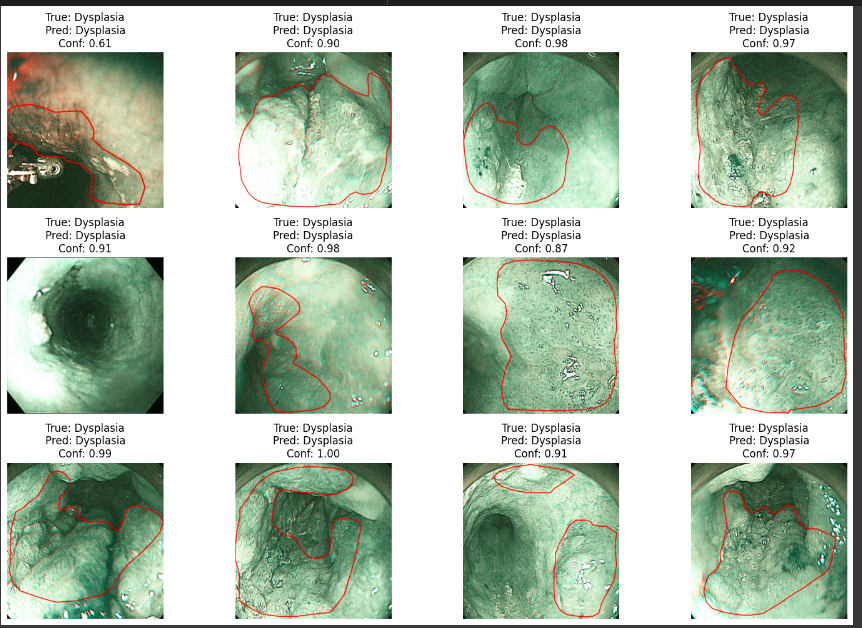 True: Dysplasia
Pred: Dysplasia
Conf: 0.61
True: Dysplasia
Pred: Dysplasia
Conf: 0.90
True: Dysplasia
Pred: Dysplasia
Conf: 0.98
True: Dysplasia
Pred: Dysplasia
Conf: 0.97
True: Dysplasia
Pred: Dysplasia
Conf: 0.91
True: Dysplasia
Pred: Dysplasia
Conf: 0.98
True: Dysplasia
Pred: Dysplasia
Conf: 0.87
True: Dysplasia
Pred: Dysplasia
Conf: 0.92
True: Dysplasia
Pred: Dysplasia
Conf: 0.99
True: Dysplasia
Pred: Dysplasia
Conf: 1.00
True: Dysplasia
Pred: Dysplasia
Conf: 0.91
True: Dysplasia
Pred: Dysplasia
Conf: 0.97